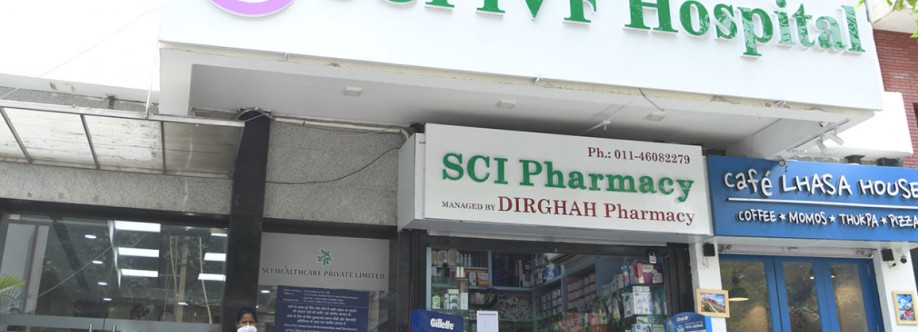 IVF Hospital
Ph.: 011-46082279
SCI Pharmacy
MANAGED BY DIRGHAH Pharmacy
Café LHASA HOUSE
COFFEE ★ MOMOS ★ THUKPA ★ PIZZA
SCI HEALTHCARE PRIVATE LIMITED
Gillette